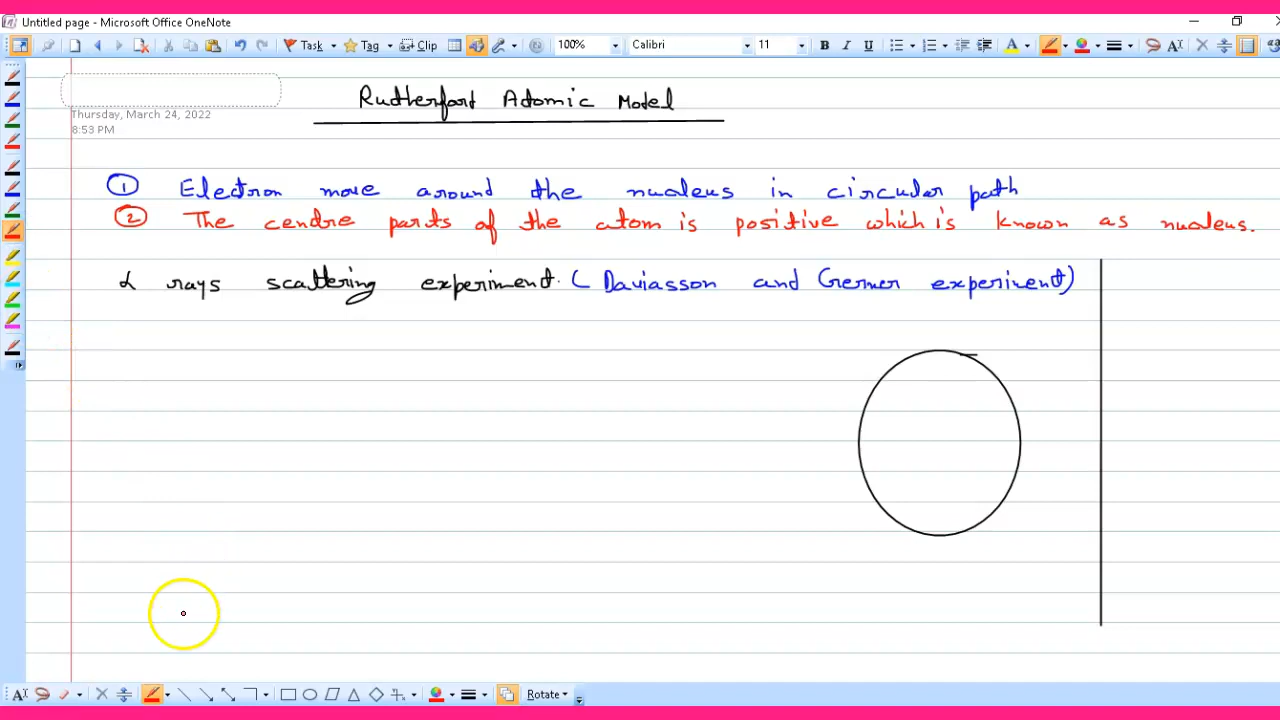 Untitled page - Microsoft Office OneNote
Task Tag Clip 100% Calibri 11 B I U A A
Rutherfort Atomic Model
Thursday, March 24, 2022
8:53 PM
① Electron move around the nucleus in circular path
② The centre parts of the atom is positive which is known as nucleus.
α rays scattering experiment. ( Daviasson and Germer experiment)
A Rotate